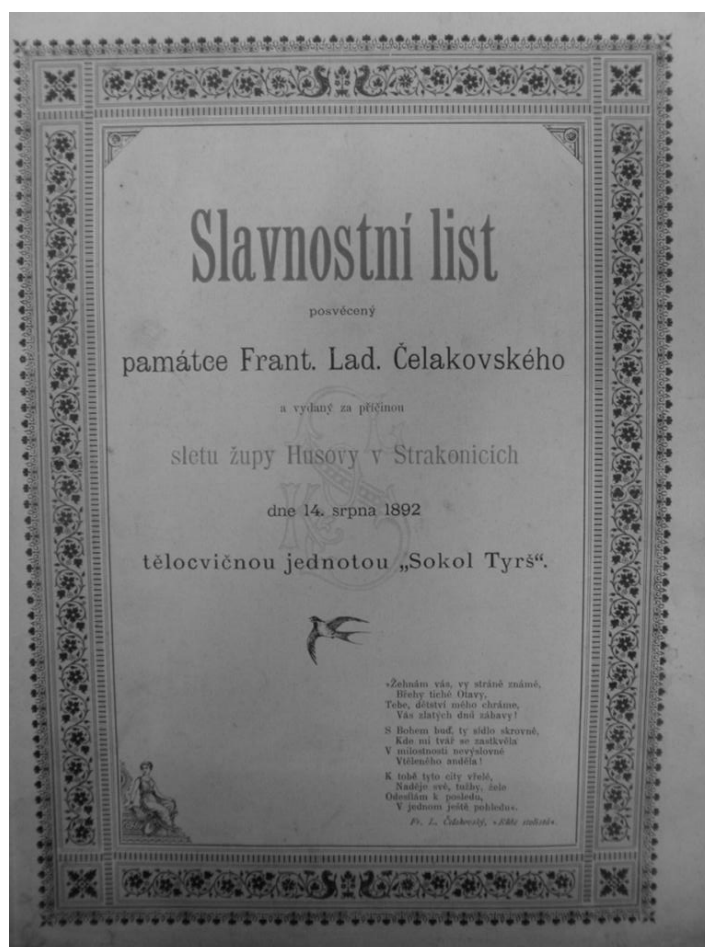 Slavnostní list
posvěcený
památce Frant. Lad. Čelakovského
a vydaný za příčinou
sletu župy Husovy v Strakonicích
dne 14. srpna 1892
tělocvičnou jednotou „Sokol Tyrš“.
»Žehnám vás, vy stráně známé,
Břehy tiché Otavy,
Tebe, dětství mého chráme,
Vás zlatých dnů zábavy!
S Bohem buď, ty sídlo skrovné,
Kde mi tvář se zaskvěla
V milostnosti nevýslovné
Vtěleného anděla!
K tobě tyto city vřelé,
Naděje své, tužby, žele
Odesílám k posledu,
V jednom ještě pohledu«.
Fr. L. Čelakovský, »Růže stolistá«.